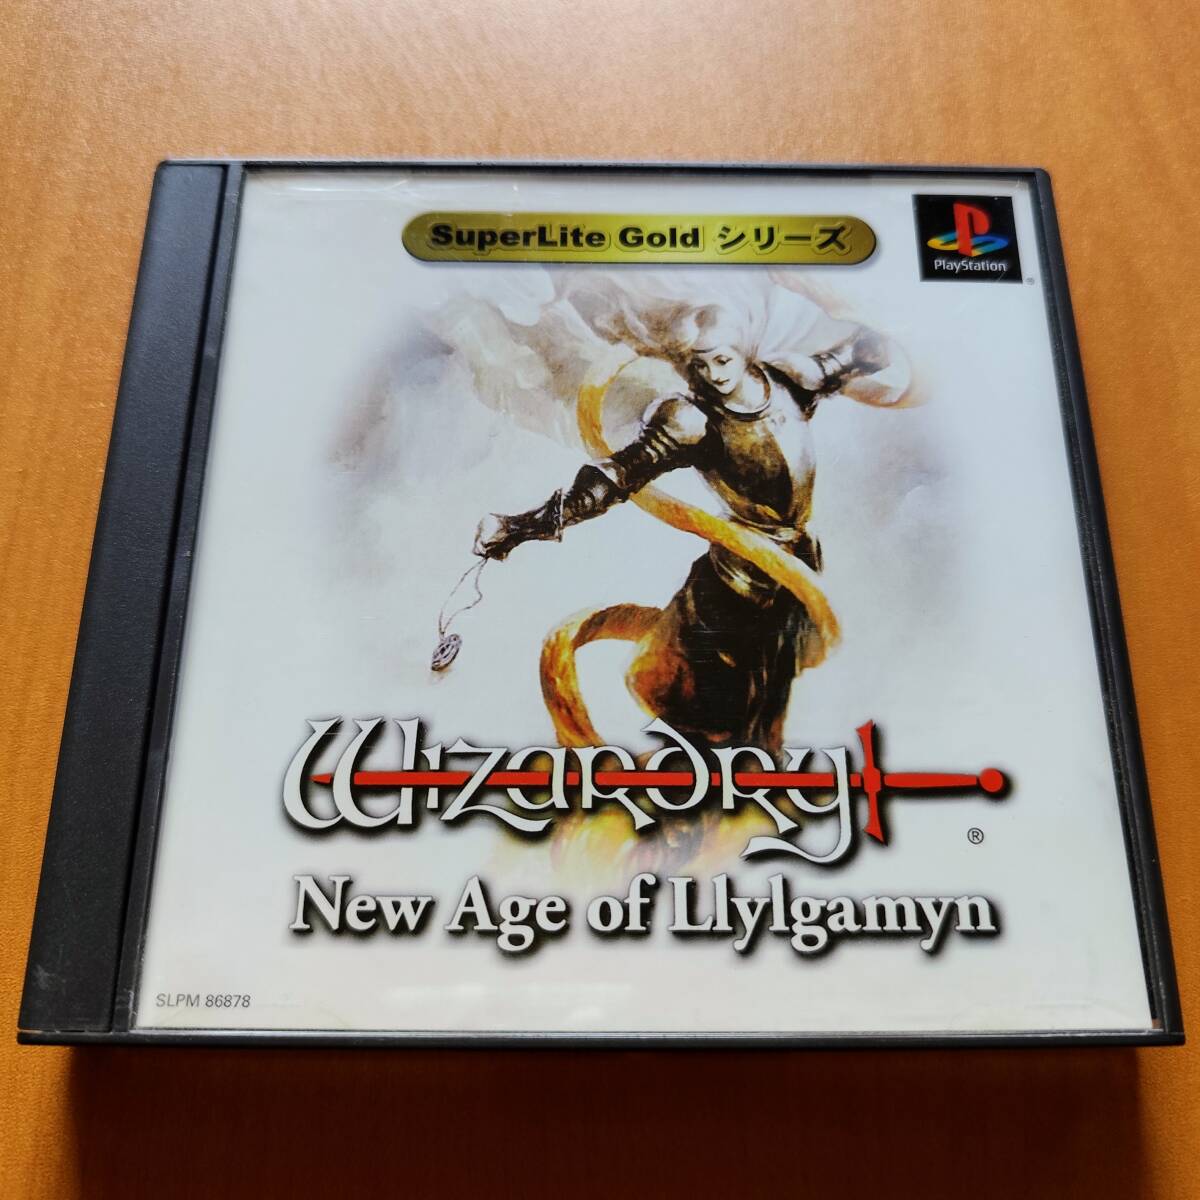 SuperLite Gold シリーズ
PlayStation
®
Wizardry
®
New Age of Llylgamyn
SLPM 86878